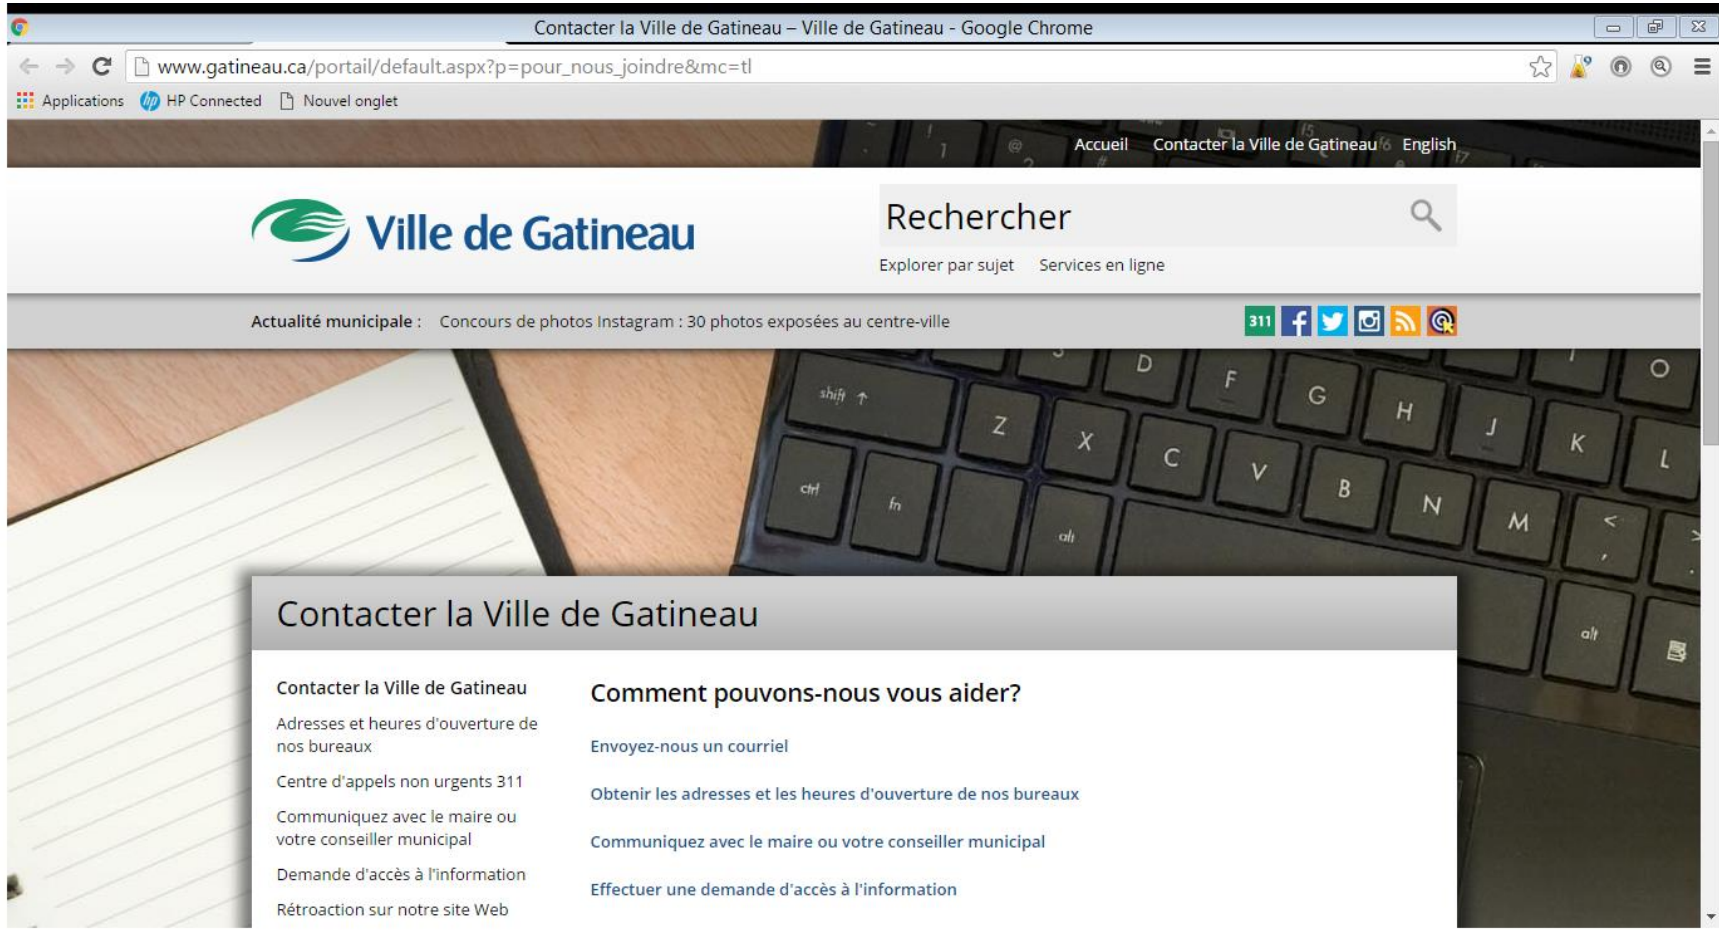 Contacter la Ville de Gatineau – Ville de Gatineau - Google Chrome
www.gatineau.ca/portail/default.aspx?p=pour_nous_joindre&mc=tl
Applications HP Connected Nouvel onglet
Accueil Contacter la Ville de Gatineau English
Ville de Gatineau
Rechercher
Explorer par sujet Services en ligne
Actualité municipale : Concours de photos Instagram : 30 photos exposées au centre-ville
311
D F G H J K L O
shift Z X C V B N M <
,
ctrl fn alt alt
Contacter la Ville de Gatineau
Contacter la Ville de Gatineau
Adresses et heures d'ouverture de
nos bureaux
Centre d'appels non urgents 311
Communiquez avec le maire ou
votre conseiller municipal
Demande d'accès à l'information
Rétroaction sur notre site Web
Comment pouvons-nous vous aider?
Envoyez-nous un courriel
Obtenir les adresses et les heures d'ouverture de nos bureaux
Communiquez avec le maire ou votre conseiller municipal
Effectuer une demande d'accès à l'information